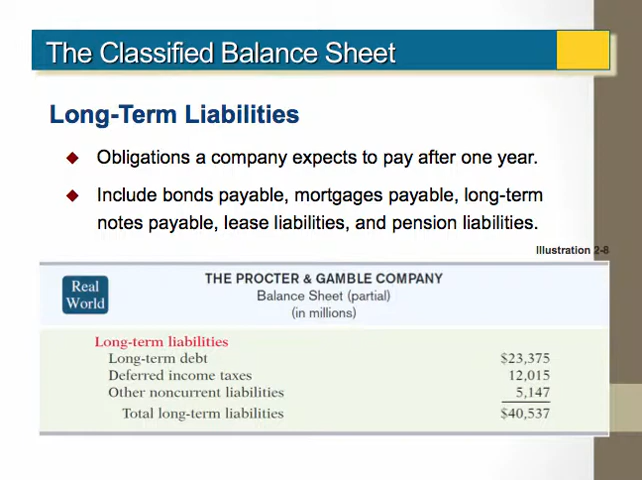 The Classified Balance Sheet
Long-Term Liabilities
◆ Obligations a company expects to pay after one year.
◆ Include bonds payable, mortgages payable, long-term
notes payable, lease liabilities, and pension liabilities.
Illustration 2-8
Real
World
THE PROCTER & GAMBLE COMPANY
Balance Sheet (partial)
(in millions)
Long-term liabilities
Long-term debt $23,375
Deferred income taxes 12,015
Other noncurrent liabilities 5,147
Total long-term liabilities $40,537